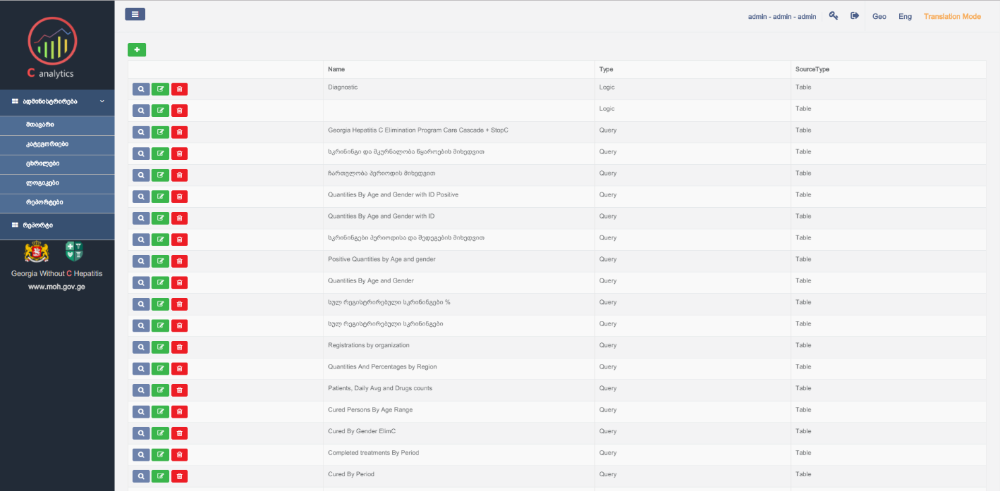 C analytics
ადმინისტრირება
მთავარი
კატეგორიები
ცხრილები
ლოგიკები
რეპორტები
რეპორტი
Georgia Without C Hepatitis
www.moh.gov.ge
admin - admin - admin Geo Eng Translation Mode
Name Type SourceType
Diagnostic Logic Table
Logic Table
Georgia Hepatitis C Elimination Program Care Cascade + StopC Query Table
სკრინინგი და მკურნალობა წყაროების მიხედვით Query Table
ჩართულობა პერიოდის მიხედვით Query Table
Quantities By Age and Gender with ID Positive Query Table
Quantities By Age and Gender with ID Query Table
სკრინინგები პერიოდისა და შედეგების მიხედვით Query Table
Positive Quantities by Age and gender Query Table
Quantities By Age and Gender Query Table
სულ რეგისტრირებული სკრინინგები % Query Table
სულ რეგისტრირებული სკრინინგები Query Table
Registrations by organization Query Table
Quantities And Percentages by Region Query Table
Patients, Daily Avg and Drugs counts Query Table
Cured Persons By Age Range Query Table
Cured By Gender ElimC Query Table
Completed treatments By Period Query Table
Cured By Period Query Table